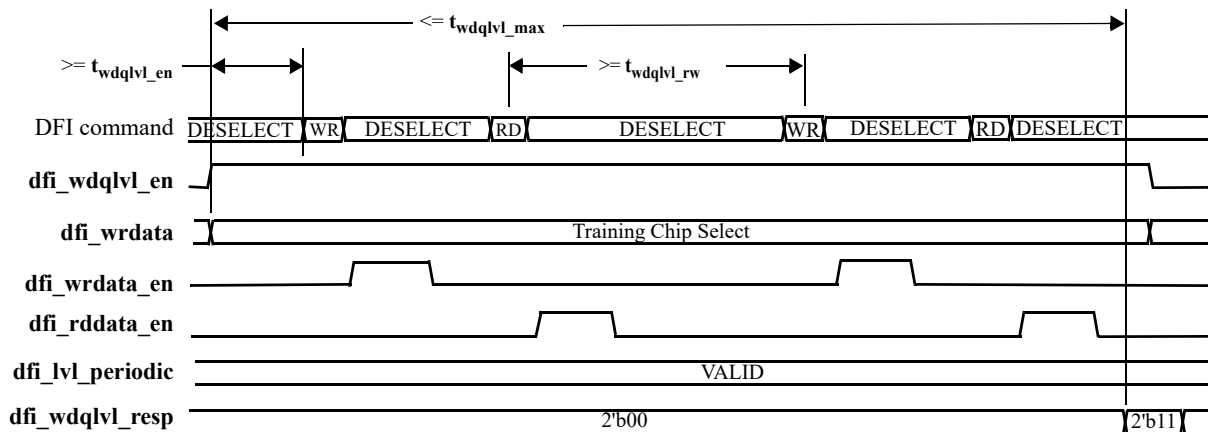 <= twdqlvl_max
>= twdqlvl_en
>= twdqlvl_rw
DFI command DESELECT WR DESELECT RD DESELECT WR DESELECT RD DESELECT
dfi_wdqlvl_en
dfi_wrdata Training Chip Select
dfi_wrdata_en
dfi_rddata_en
dfi_lvl_periodic VALID
dfi_wdqlvl_resp 2'b00 2'b11